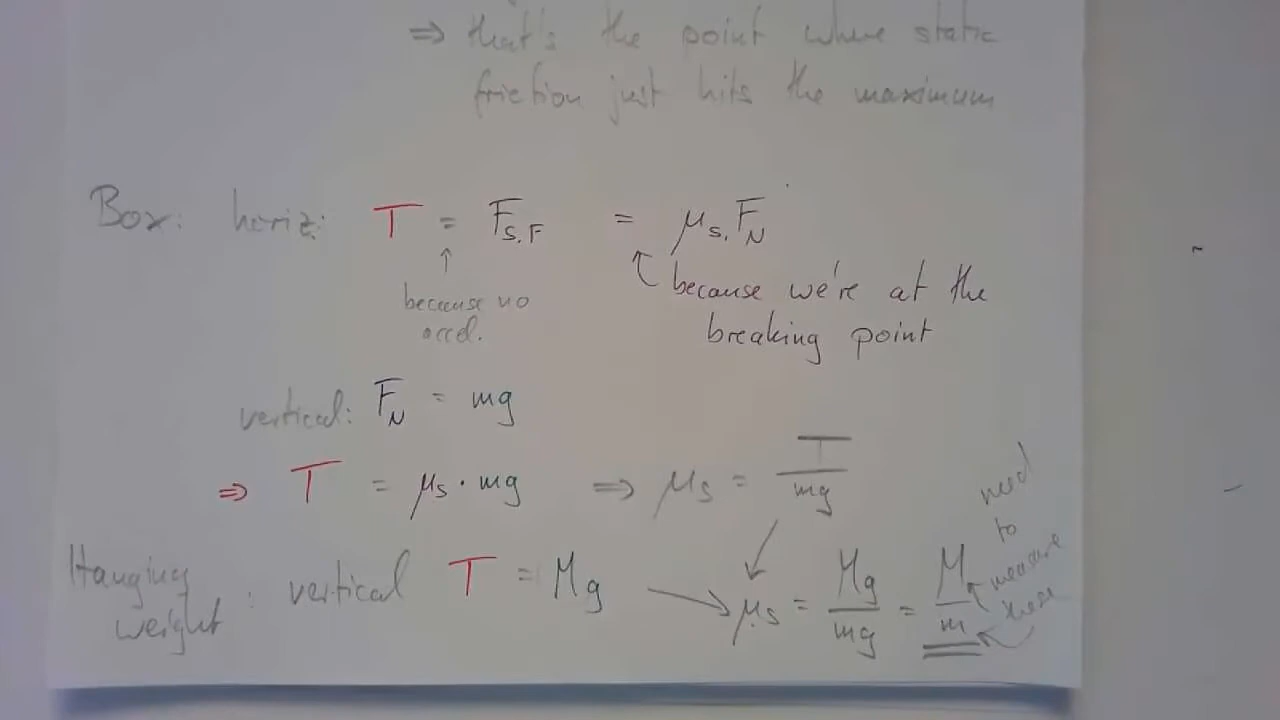 ⇒ that's the point where static
friction just hits the maximum
Box: horiz: T = F_S.F = μ_s. F_N
↑ because no accel.
↖ because we're at the
breaking point
vertical: F_N = mg
⇒ T = μ_s · mg ⇒ μ_s = T/mg
Hanging weight: vertical T = Mg → μ_s = Mg/mg = M/m
need
to
measure
these